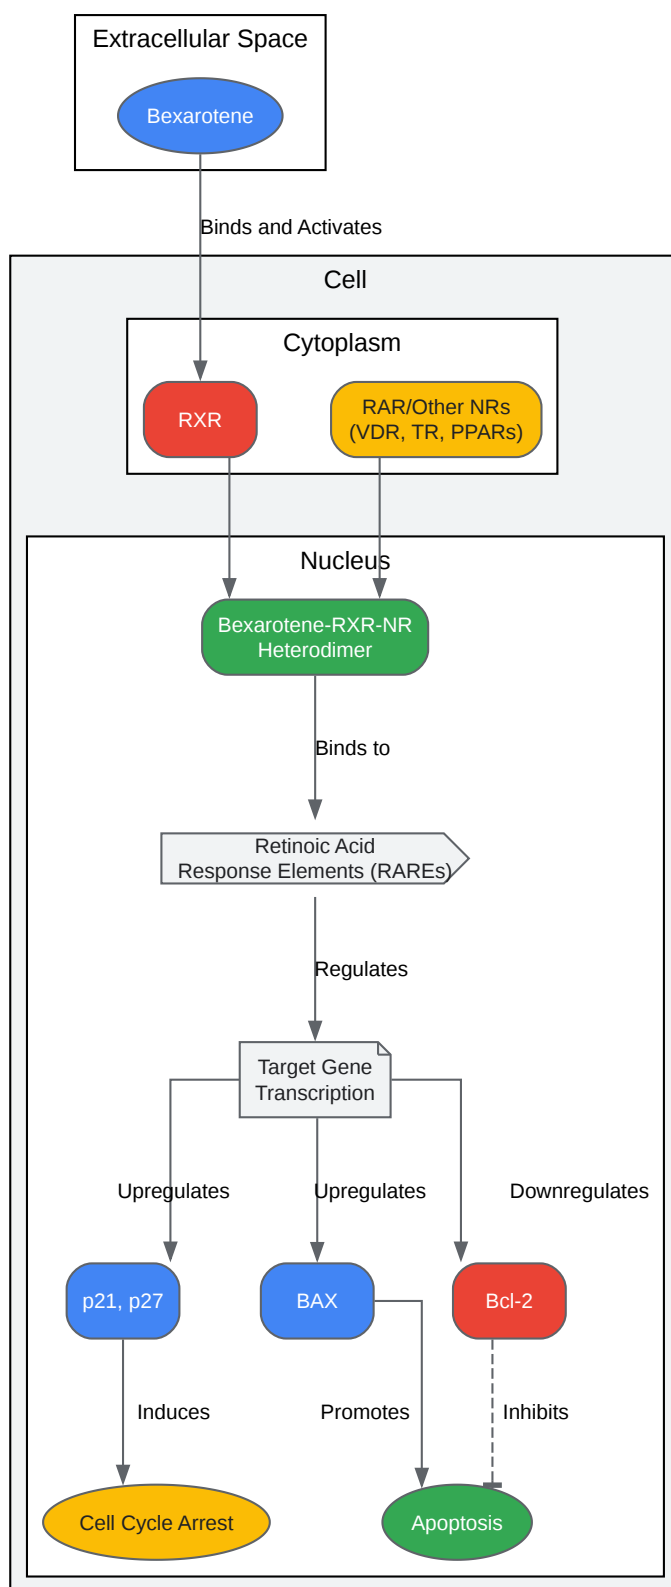 Extracellular Space
Bexarotene
Binds and Activates
Cell
Cytoplasm
RXR
RAR/Other NRs
(VDR, TR, PPARs)
Nucleus
Bexarotene-RXR-NR
Heterodimer
Binds to
Retinoic Acid
Response Elements (RAREs)
Regulates
Target Gene
Transcription
Upregulates
Upregulates
Downregulates
p21, p27
BAX
Bcl-2
Induces
Promotes
Inhibits
Cell Cycle Arrest
Apoptosis